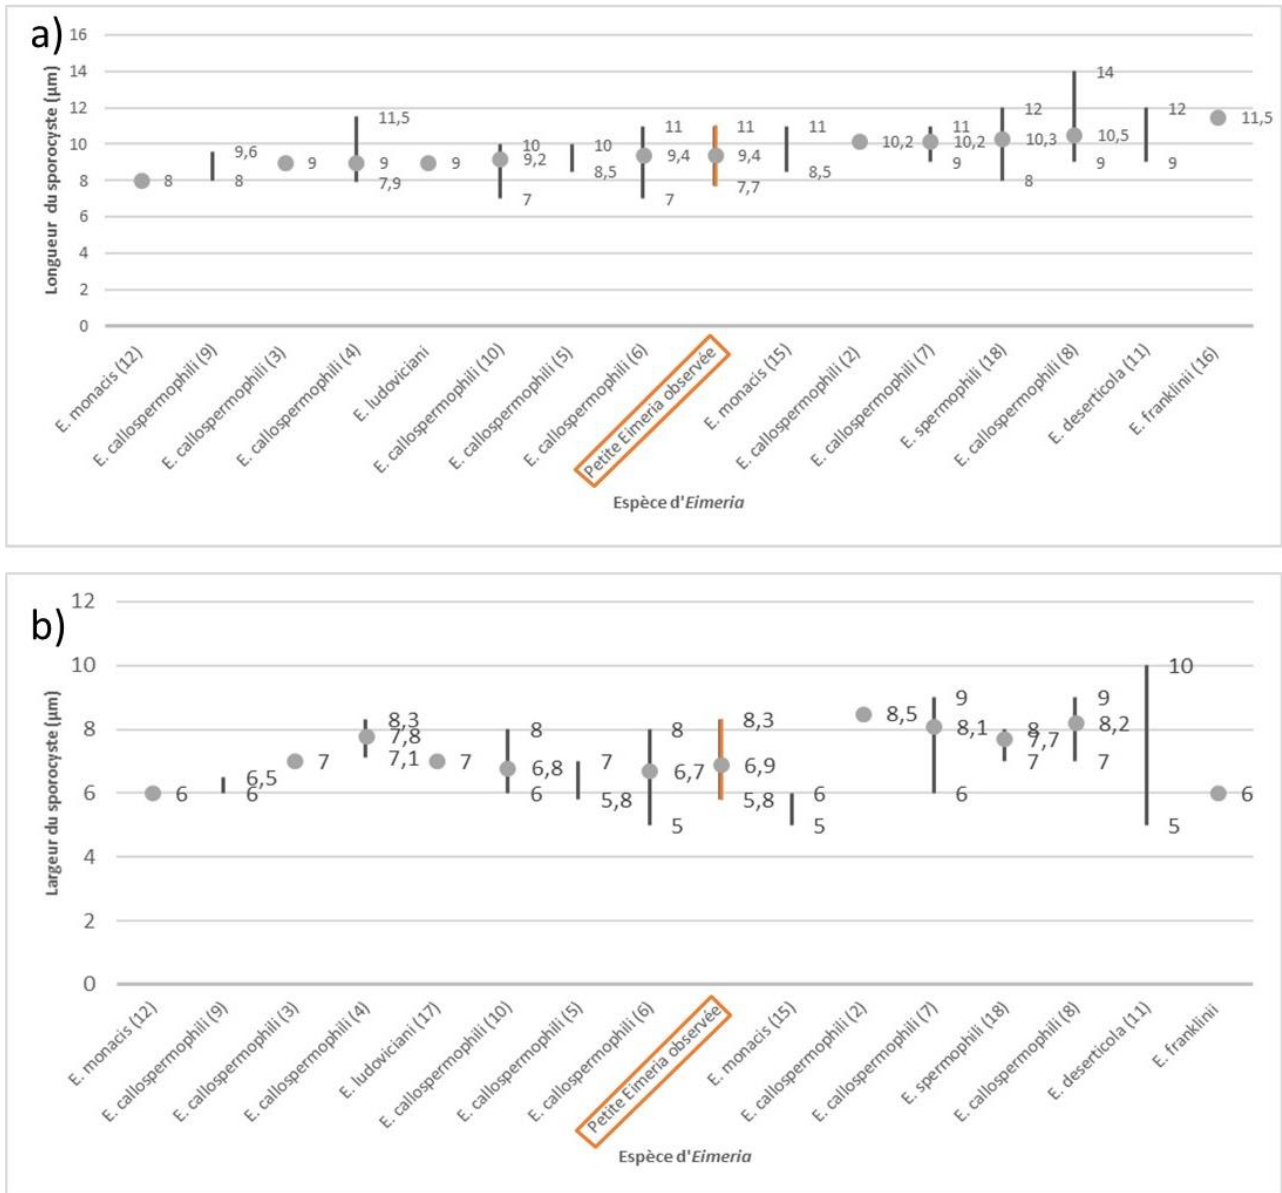 a)
Longueur du sporocyste (µm)
16
14
12
10
8
6
4
2
0
8
9,6
8
9
11,5
9
7,9
9
10
9,2
7
10
8,5
11
9,4
7
11
9,4
7,7
11
8,5
10,2
11
10,2
9
12
10,3
8
14
10,5
9
12
9
11,5
E. monacis (12)
E. callospermophili (9)
E. callospermophili (3)
E. callospermophili (4)
E. ludoviciani
E. callospermophili (10)
E. callospermophili (5)
E. callospermophili (6)
Petite Eimeria observée
E. monacis (15)
E. callospermophili (2)
E. callospermophili (7)
E. spermophili (18)
E. callospermophili (8)
E. deserticola (11)
E. franklinii (16)
Espèce d'Eimeria
b)
Largeur du sporocyste (µm)
12
10
8
6
4
2
0
6
6,5
6
7
8,3
7,8
7,1
7
8
6,8
6
7
5,8
8
6,7
5
8,3
6,9
5,8
6
5
8,5
9
8,1
6
8
7,7
7
9
8,2
7
10
5
6
E. monacis (12)
E. callospermophili (9)
E. callospermophili (3)
E. callospermophili (4)
E. ludoviciani (17)
E. callospermophili (10)
E. callospermophili (5)
E. callospermophili (6)
Petite Eimeria observée
E. monacis (15)
E. callospermophili (2)
E. callospermophili (7)
E. spermophili (18)
E. callospermophili (8)
E. deserticola (11)
E. franklinii
Espèce d'Eimeria